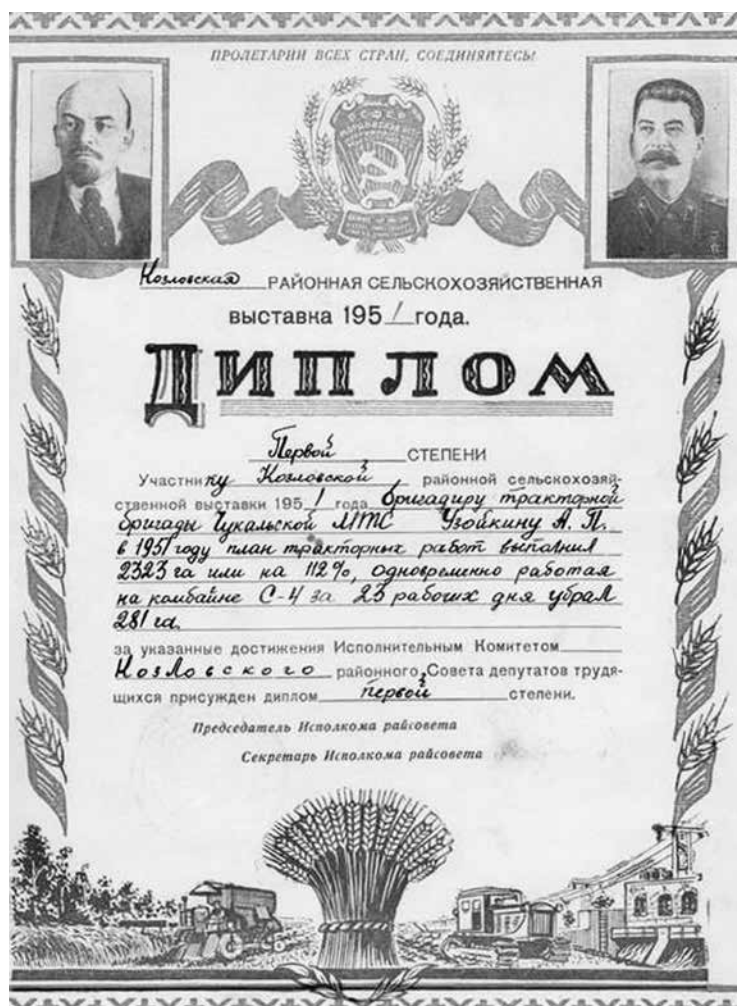 ПРОЛЕТАРИИ ВСЕХ СТРАН, СОЕДИНЯЙТЕСЬ!
РСФСР
Козловская РАЙОННАЯ СЕЛЬСКОХОЗЯЙСТВЕННАЯ
выставка 1951 года.
ДИПЛОМ
Первой СТЕПЕНИ
Участнику Козловской районной сельскохозяй-
ственной выставки 1951 года бригадиру тракторной
бригады Чукальской МТС Узойкину А. П.
в 1951 году план тракторных работ выполнил
2323 га или на 112%, одновременно работая
на комбайне С-4 за 23 рабочих дня убрал
281 га.
за указанные достижения Исполнительным Комитетом
Козловского районного Совета депутатов трудя-
щихся присужден диплом первой степени.
Председатель Исполкома райсовета
Секретарь Исполкома райсовета